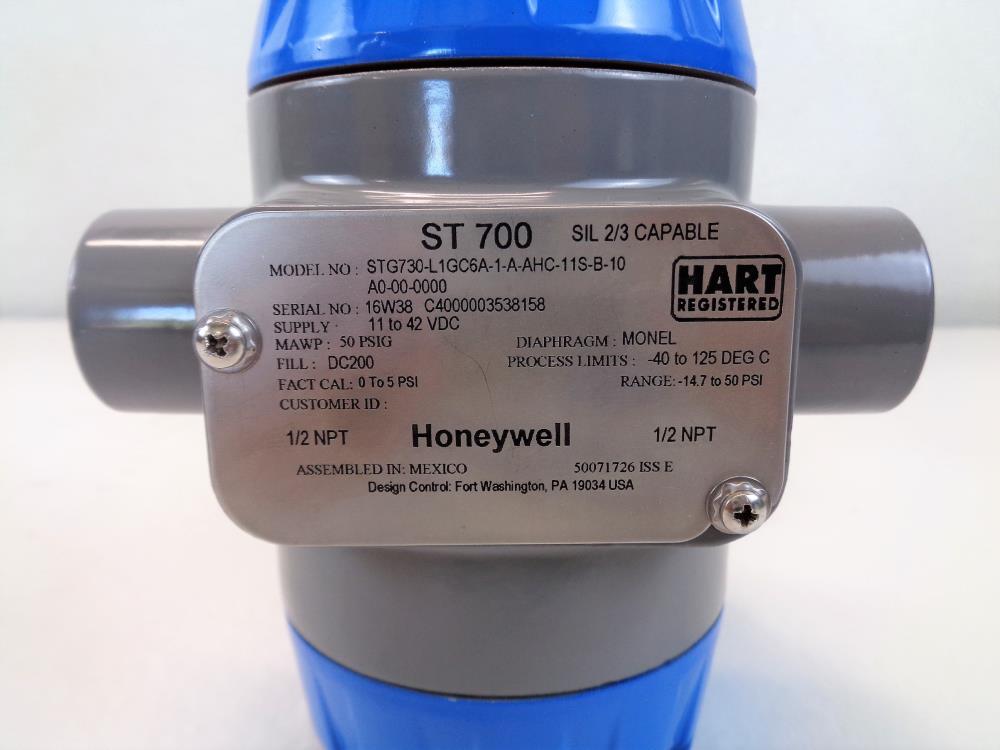 ST 700 SIL 2/3 CAPABLE
MODEL NO : STG730-L1GC6A-1-A-AHC-11S-B-10
A0-00-0000
HART
REGISTERED
SERIAL NO : 16W38 C4000003538158
SUPPLY : 11 to 42 VDC
MAWP : 50 PSIG DIAPHRAGM : MONEL
FILL : DC200 PROCESS LIMITS : -40 to 125 DEG C
FACT CAL: 0 To 5 PSI RANGE: -14.7 to 50 PSI
CUSTOMER ID :
1/2 NPT Honeywell 1/2 NPT
ASSEMBLED IN: MEXICO 50071726 ISS E
Design Control: Fort Washington, PA 19034 USA